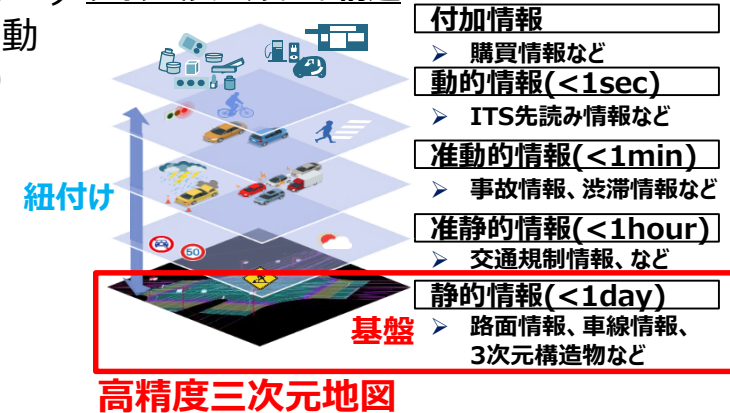 動
付加情報
➢ 購買情報など
動的情報(<1sec)
➢ ITS先読み情報など
准動的情報(<1min)
➢ 事故情報、渋滞情報など
紐付け
准静的情報(<1hour)
➢ 交通規制情報、など
50
静的情報(<1day)
基盤
➢ 路面情報、車線情報、
3次元構造物など
高精度三次元地図